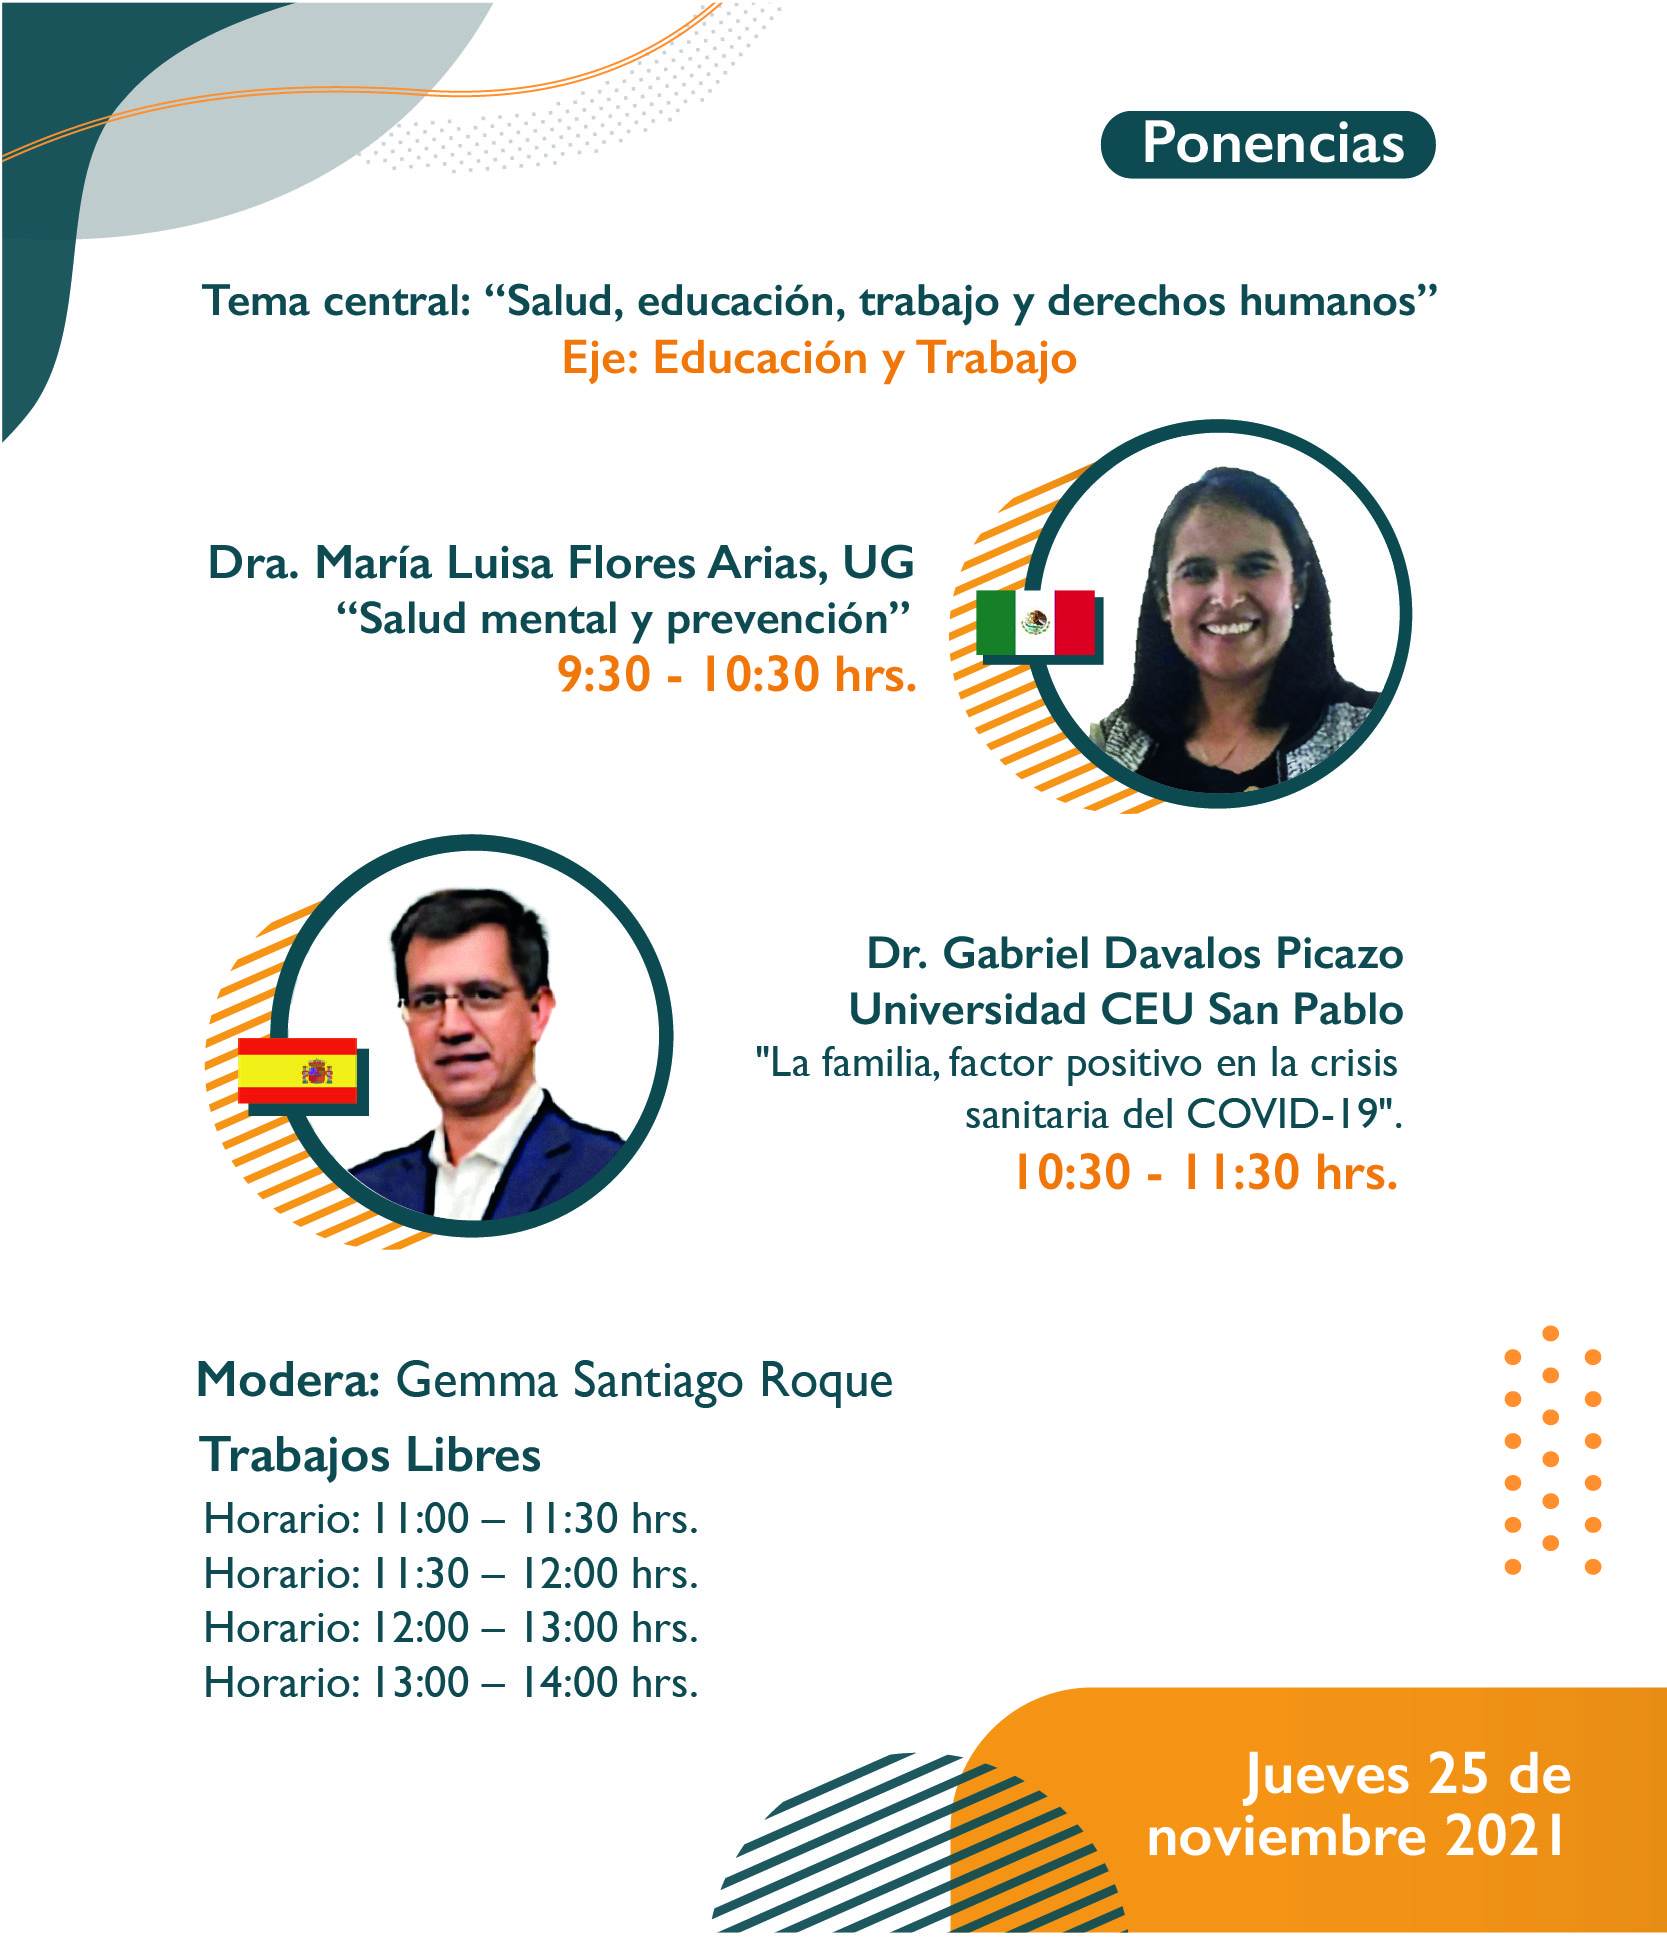 Ponencias
Tema central: “Salud, educación, trabajo y derechos humanos”
Eje: Educación y Trabajo
Dra. María Luisa Flores Arias, UG
“Salud mental y prevención”
9:30 - 10:30 hrs.
Dr. Gabriel Davalos Picazo
Universidad CEU San Pablo
"La familia, factor positivo en la crisis
sanitaria del COVID-19".
10:30 - 11:30 hrs.
Modera: Gemma Santiago Roque
Trabajos Libres
Horario: 11:00 – 11:30 hrs.
Horario: 11:30 – 12:00 hrs.
Horario: 12:00 – 13:00 hrs.
Horario: 13:00 – 14:00 hrs.
Jueves 25 de
noviembre 2021